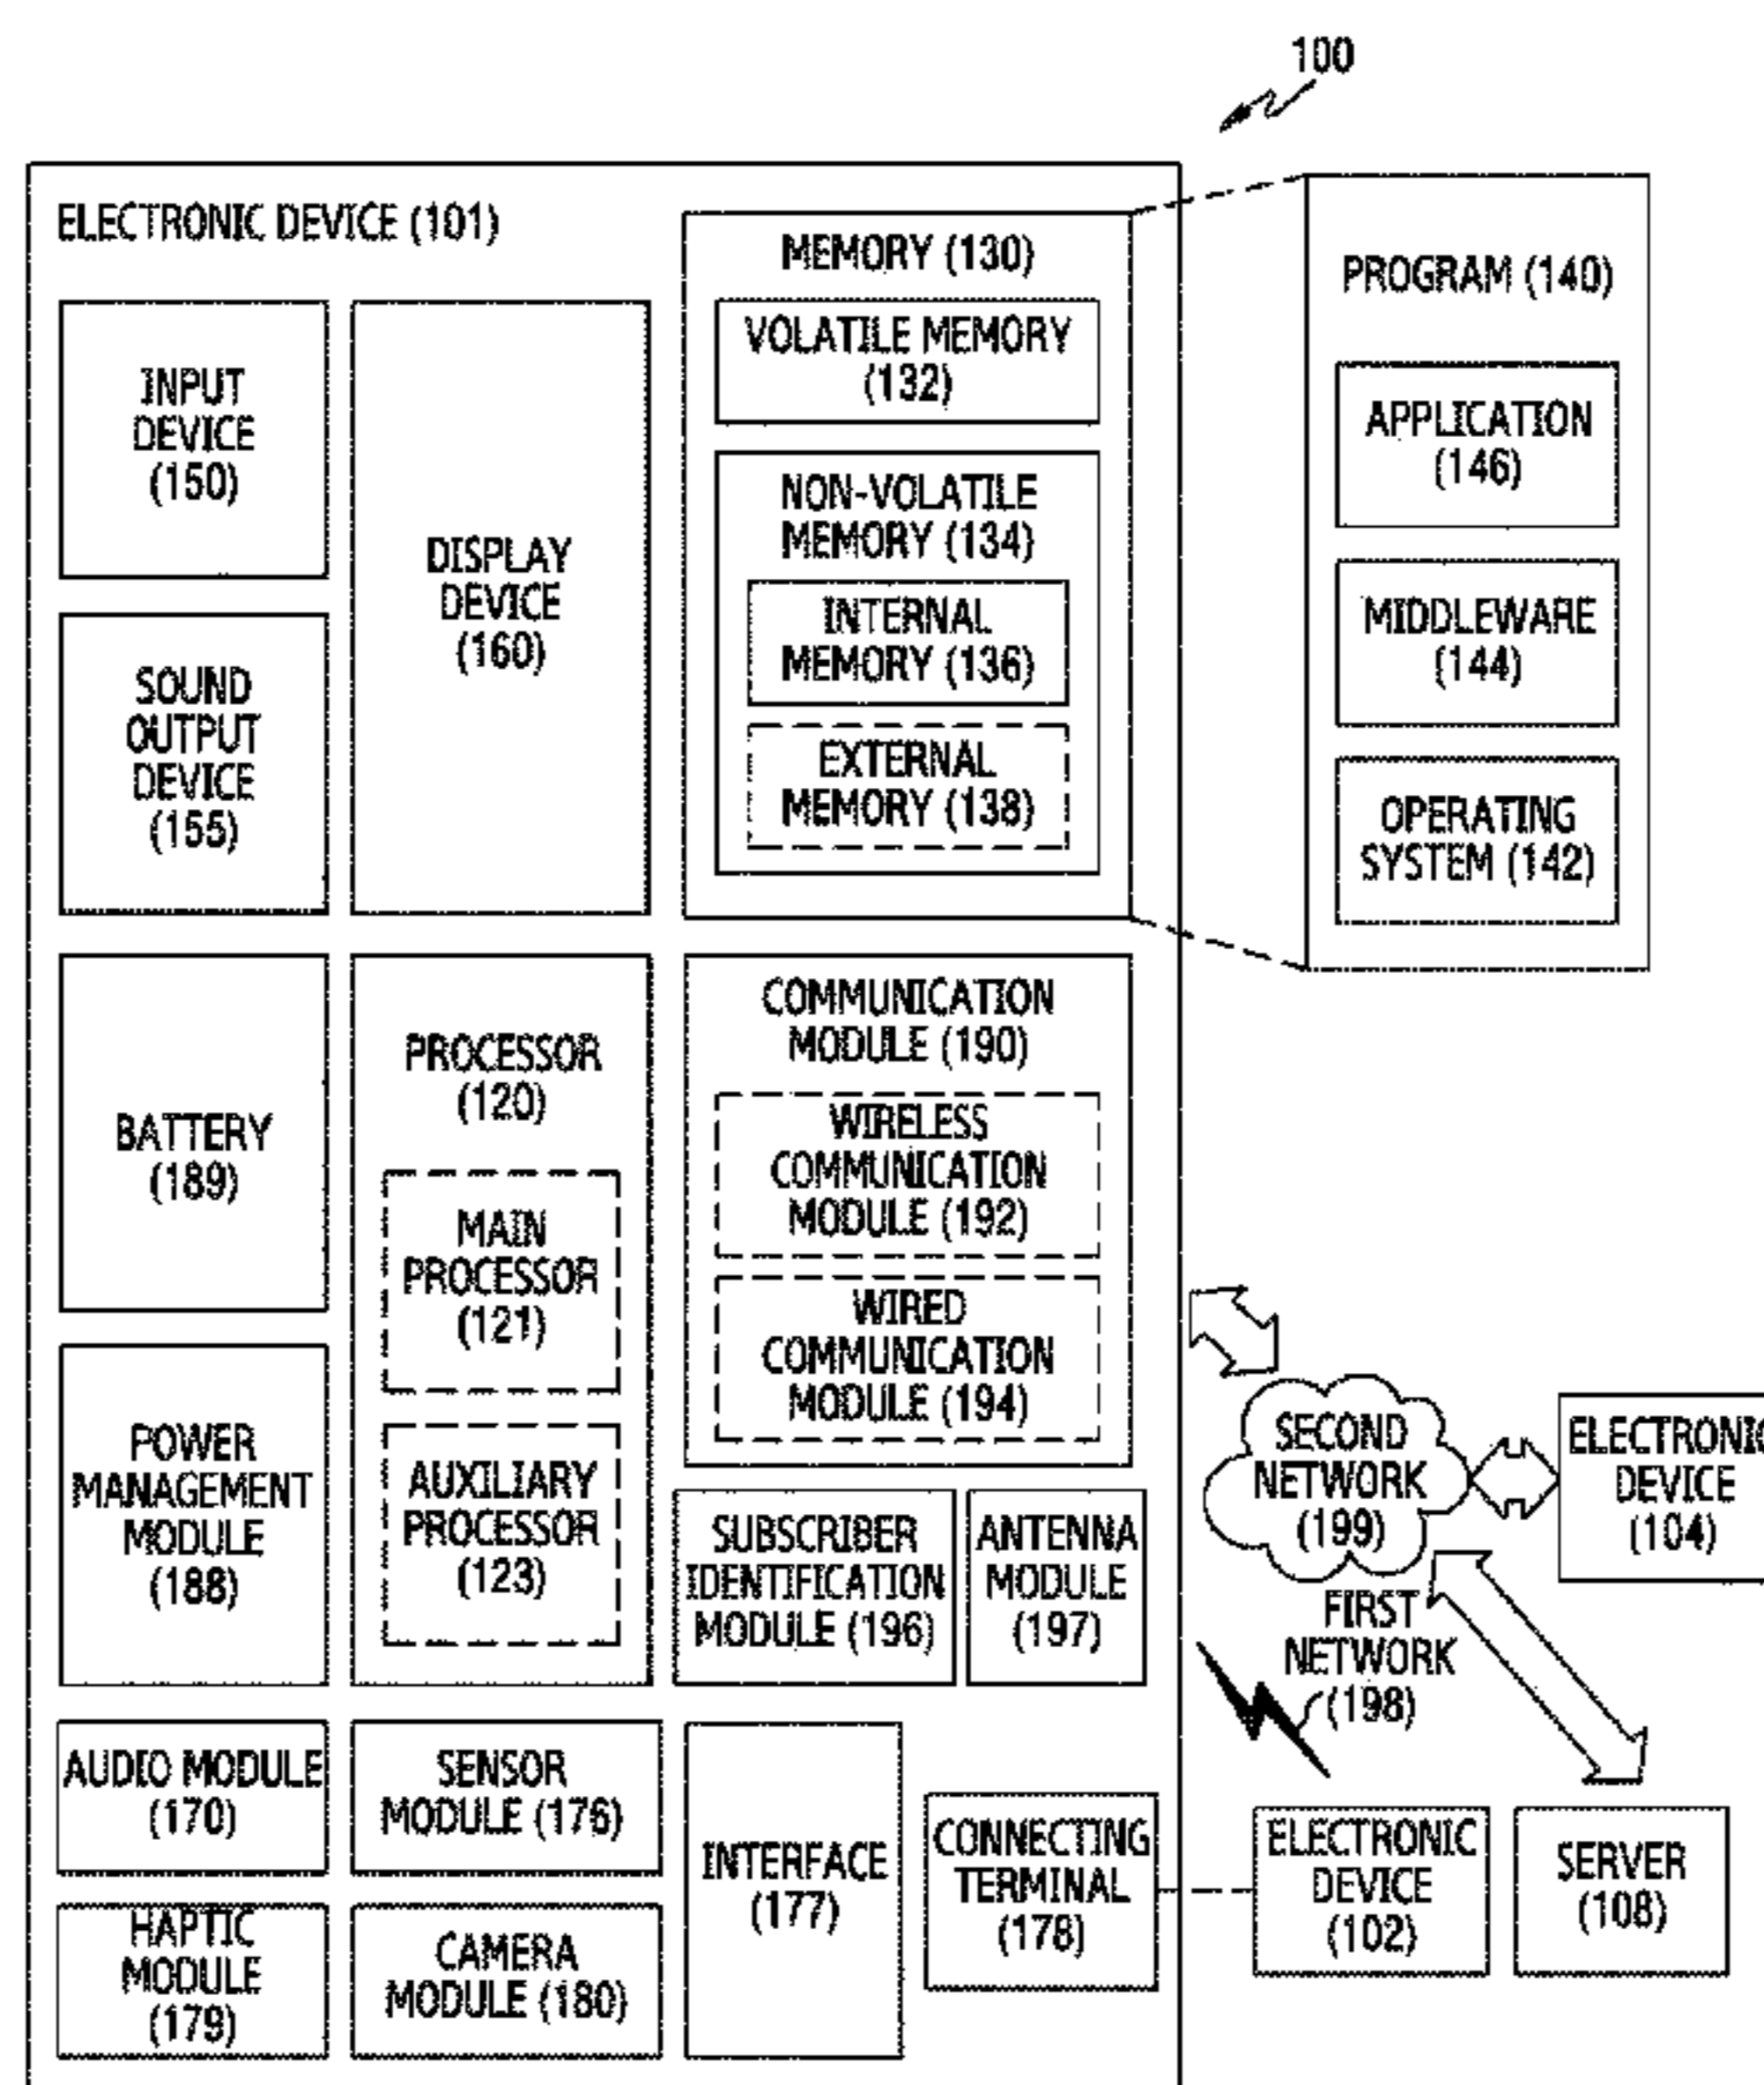 100
ELECTRONIC DEVICE (101)
INPUT
DEVICE
(150)
DISPLAY
DEVICE
(160)
SOUND
OUTPUT
DEVICE
(155)
MEMORY (130)
VOLATILE MEMORY
(132)
NON-VOLATILE
MEMORY (134)
INTERNAL
MEMORY (136)
EXTERNAL
MEMORY (138)
PROGRAM (140)
APPLICATION
(146)
MIDDLEWARE
(144)
OPERATING
SYSTEM (142)
BATTERY
(189)
PROCESSOR
(120)
MAIN
PROCESSOR
(121)
AUXILIARY
PROCESSOR
(123)
COMMUNICATION
MODULE (190)
WIRELESS
COMMUNICATION
MODULE (192)
WIRED
COMMUNICATION
MODULE (194)
POWER
MANAGEMENT
MODULE
(188)
SUBSCRIBER
IDENTIFICATION
MODULE (196)
ANTENNA
MODULE
(197)
SECOND
NETWORK
(199)
ELECTRONIC
DEVICE
(104)
FIRST
NETWORK
(198)
AUDIO MODULE
(170)
SENSOR
MODULE (176)
INTERFACE
(177)
CONNECTING
TERMINAL
(178)
ELECTRONIC
DEVICE
(102)
SERVER
(108)
HAPTIC
MODULE
(179)
CAMERA
MODULE (180)